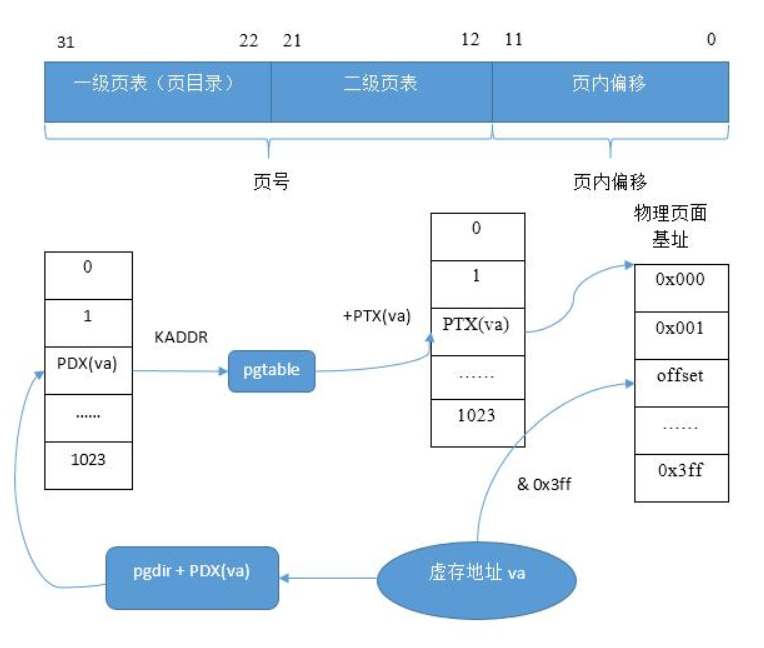 31 22 21 12 11 0
一级页表（页目录） 二级页表 页内偏移
页号 页内偏移
物理页面
基址
0
1
PDX(va)
......
1023
KADDR
pgtable
+PTX(va)
0
1
PTX(va)
……
1023
0x000
0x001
offset
……
0x3ff
& 0x3ff
pgdir + PDX(va)
虚存地址 va